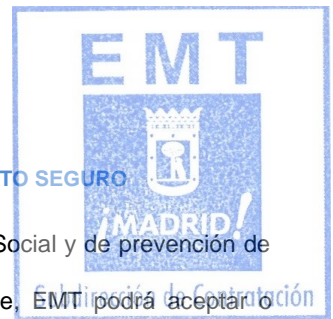 EMT
TO SEGURO
¡MADRID!
Social y de prevención de
Subdirección de Contratación
e, EMT podrá aceptar o